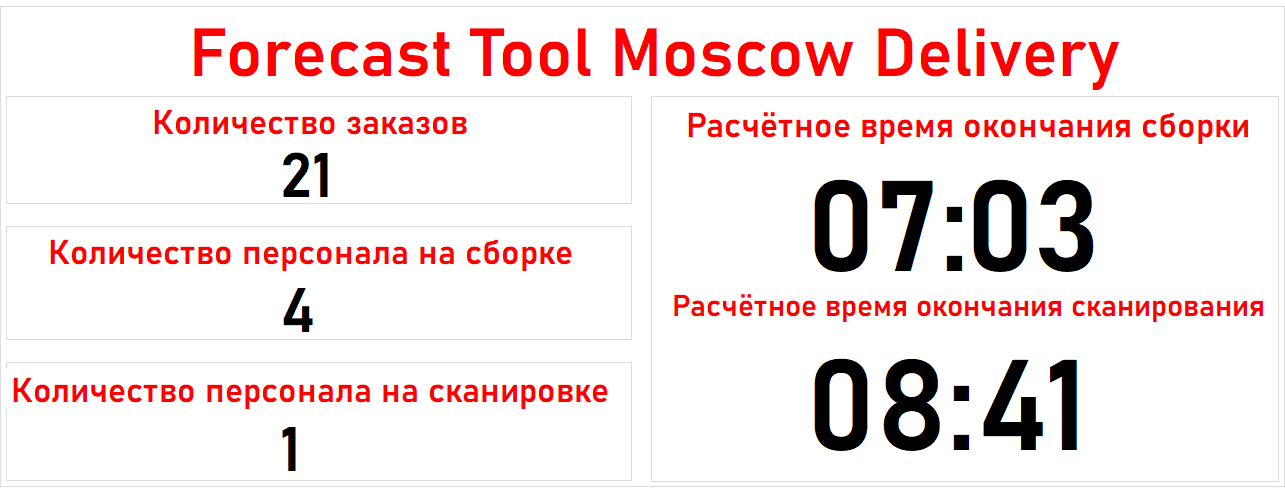 Forecast Tool Moscow Delivery
Количество заказов
21
Количество персонала на сборке
4
Количество персонала на сканировке
1
Расчётное время окончания сборки
07:03
Расчётное время окончания сканирования
08:41